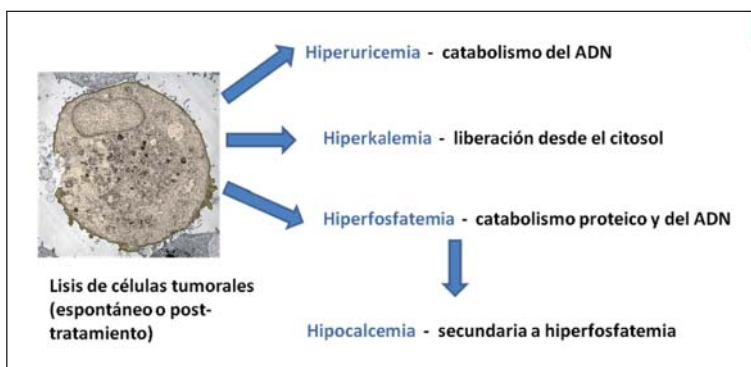 Hiperuricemia - catabolismo del ADN
Hiperkalemia - liberación desde el citosol
Hiperfosfatemia - catabolismo proteico y del ADN
Lisis de células tumorales
(espontáneo o post-
tratamiento)
Hipocalcemia - secundaria a hiperfosfatemia